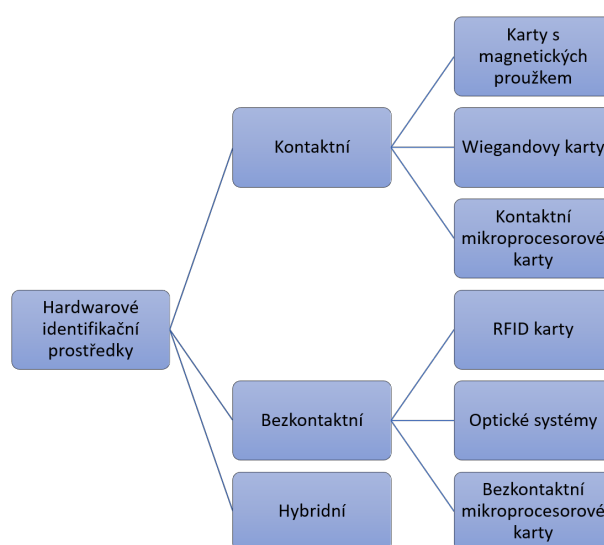 Karty s
magnetických
proužkem
Kontaktní
Wiegandovy karty
Kontaktní
mikroprocesorové
karty
Hardwarové
identifikační
prostředky
RFID karty
Bezkontaktní
Optické systémy
Hybridní
Bezkontaktní
mikroprocesorové
karty